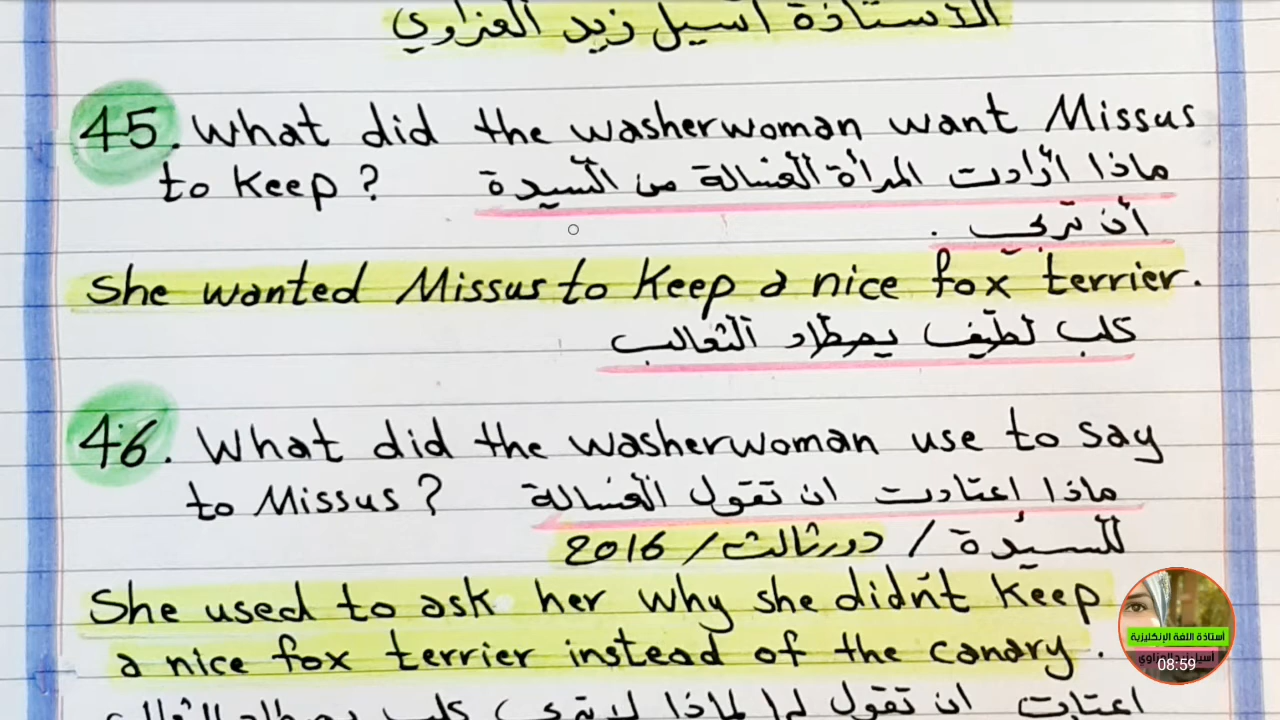 الاستاذة اسيل زيد العزاوي
45. What did the washerwoman want Missus
to keep? ماذا أرادت المرأة الغسالة من السيدة
أن تربي .
She wanted Missus to keep a nice fox terrier.
كلب لطيف يصطاد الثعالب
46. What did the washerwoman use to say
to Missus? ماذا اعتادت ان تقول الغسالة
للسيدة / دور ثالث / 2016
She used to ask her why she didn't keep
a nice fox terrier instead of the canary.
اعتات ان تقول لها لماذا لا تربي كلب يصطاد الثعالب
أستاذة اللغة الإنكليزية
08:59